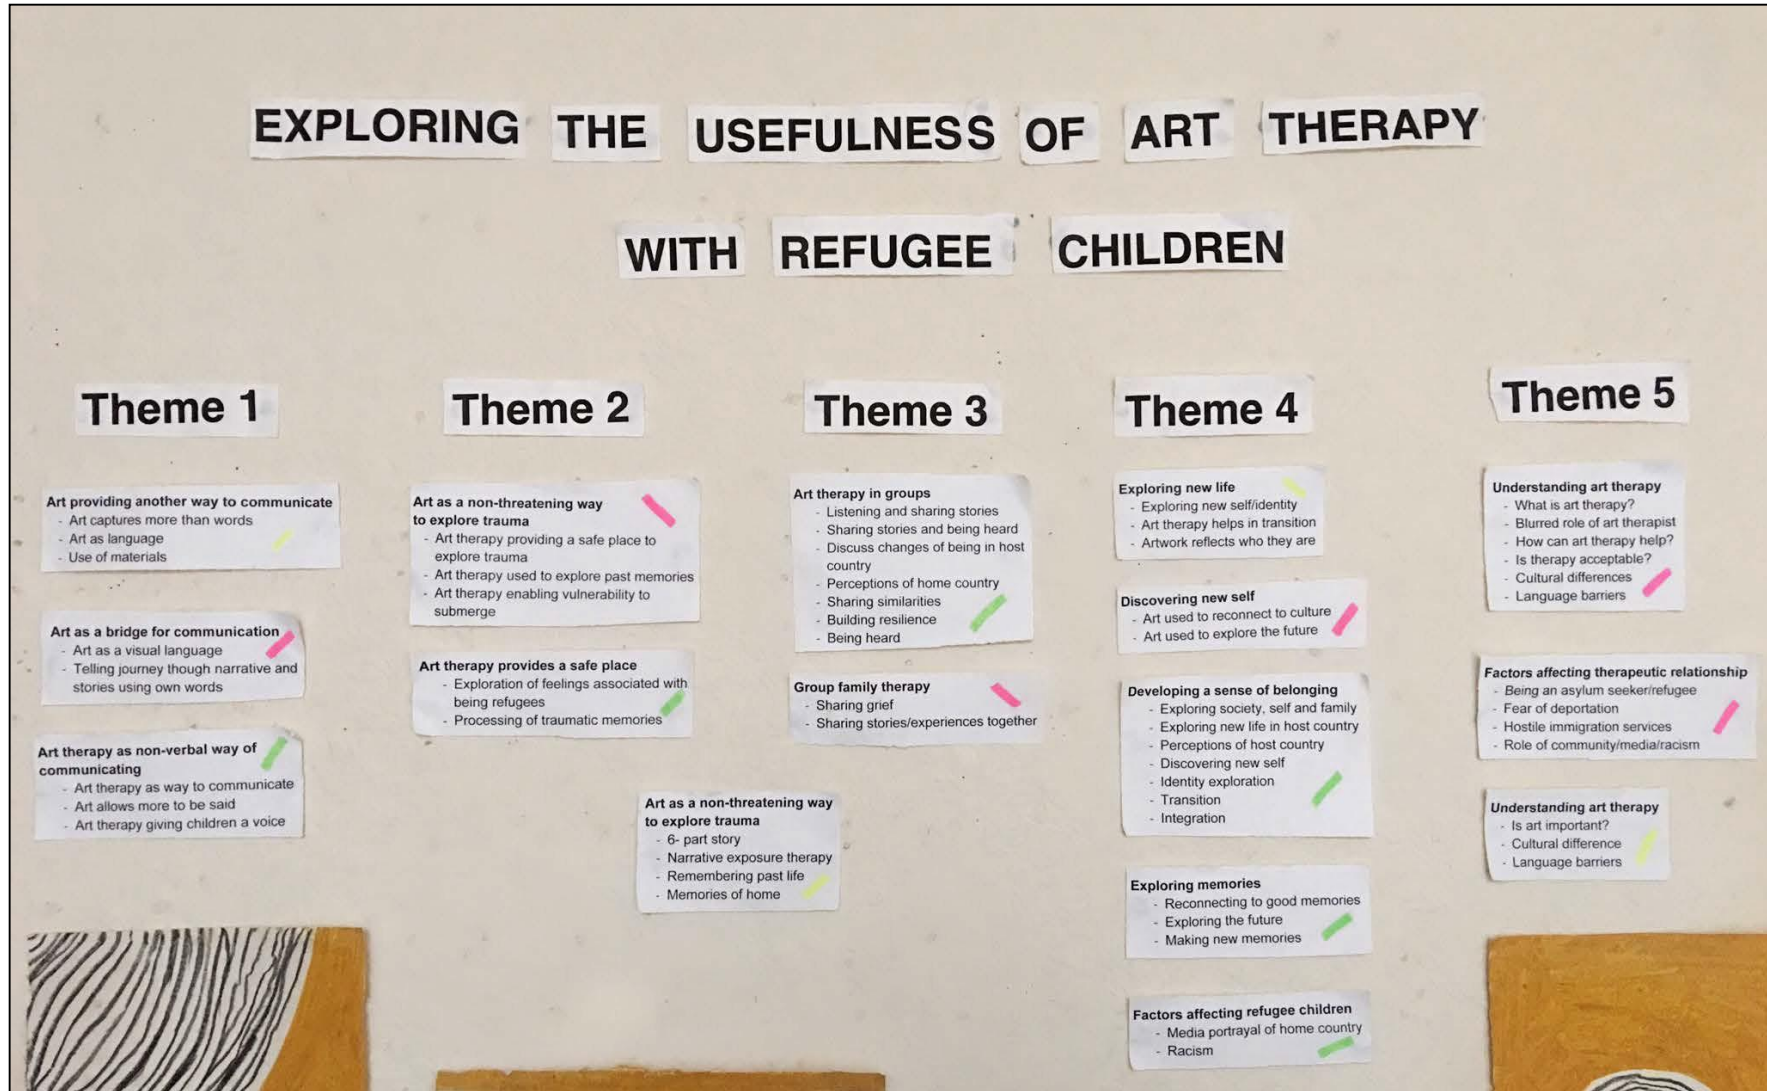 EXPLORING THE USEFULNESS OF ART THERAPY
WITH REFUGEE CHILDREN
Theme 1
Art providing another way to communicate
- Art captures more than words
- Art as language
- Use of materials
Art as a bridge for communication
- Art as a visual language
- Telling journey though narrative and
stories using own words
Art therapy as non-verbal way of
communicating
- Art therapy as way to communicate
- Art allows more to be said
- Art therapy giving children a voice
Theme 2
Art as a non-threatening way
to explore trauma
- Art therapy providing a safe place to
explore trauma
- Art therapy used to explore past memories
- Art therapy enabling vulnerability to
submerge
Art therapy provides a safe place
- Exploration of feelings associated with
being refugees
- Processing of traumatic memories
Art as a non-threatening way
to explore trauma
- 6- part story
- Narrative exposure therapy
- Remembering past life
- Memories of home
Theme 3
Art therapy in groups
- Listening and sharing stories
- Sharing stories and being heard
- Discuss changes of being in host
country
- Perceptions of home country
- Sharing similarities
- Building resilience
- Being heard
Group family therapy
- Sharing grief
- Sharing stories/experiences together
Theme 4
Exploring new life
- Exploring new self/identity
- Art therapy helps in transition
- Artwork reflects who they are
Discovering new self
- Art used to reconnect to culture
- Art used to explore the future
Developing a sense of belonging
- Exploring society, self and family
- Exploring new life in host country
- Perceptions of host country
- Discovering new self
- Identity exploration
- Transition
- Integration
Exploring memories
- Reconnecting to good memories
- Exploring the future
- Making new memories
Factors affecting refugee children
- Media portrayal of home country
- Racism
Theme 5
Understanding art therapy
- What is art therapy?
- Blurred role of art therapist
- How can art therapy help?
- Is therapy acceptable?
- Cultural differences
- Language barriers
Factors affecting therapeutic relationship
- Being an asylum seeker/refugee
- Fear of deportation
- Hostile immigration services
- Role of community/media/racism
Understanding art therapy
- Is art important?
- Cultural difference
- Language barriers